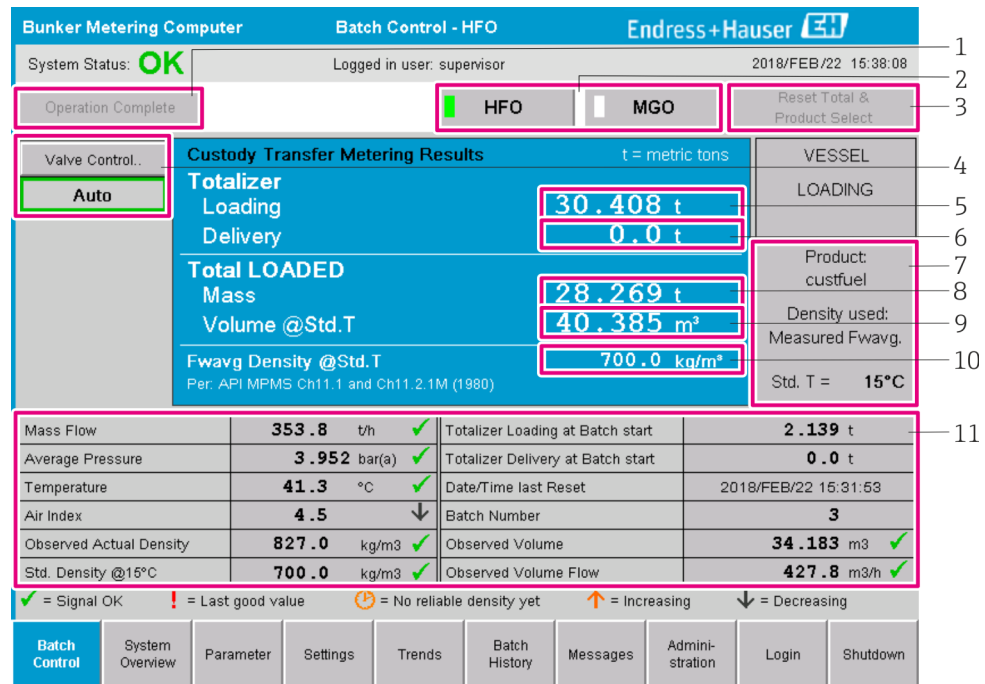 Bunker Metering Computer Batch Control - HFO Endress+Hauser EH
System Status: OK Logged in user: supervisor 2018/FEB/22 15:38:08
1
2
Operation Complete HFO MGO Reset Total &
Product Select
3
Valve Control..
Auto
4
Custody Transfer Metering Results t = metric tons
Totalizer
Loading 30.408 t
5
Delivery 0.0 t
6
Total LOADED
Mass 28.269 t
8
Volume @Std.T 40.385 m³
9
Fwavg Density @Std.T 700.0 kg/m³
10
Per: API MPMS Ch11.1 and Ch11.2.1M (1980)
VESSEL
LOADING
Product:
custfuel
7
Density used:
Measured Fwavg.
Std. T = 15°C
Mass Flow 353.8 t/h Totalizer Loading at Batch start 2.139 t
11
Average Pressure 3.952 bar(a) Totalizer Delivery at Batch start 0.0 t
Temperature 41.3 °C Date/Time last Reset 2018/FEB/22 15:31:53
Air Index 4.5 Batch Number 3
Observed Actual Density 827.0 kg/m3 Observed Volume 34.183 m3
Std. Density @15°C 700.0 kg/m3 Observed Volume Flow 427.8 m3/h
= Signal OK ! = Last good value = No reliable density yet = Increasing = Decreasing
Batch
Control
System
Overview
Parameter
Settings
Trends
Batch
History
Messages
Admini-
stration
Login
Shutdown